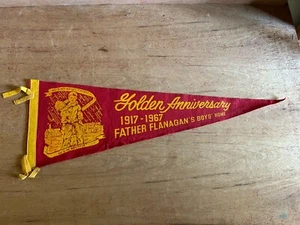 Golden Anniversary
1917-1967
FATHER FLANAGAN'S BOYS' HOME